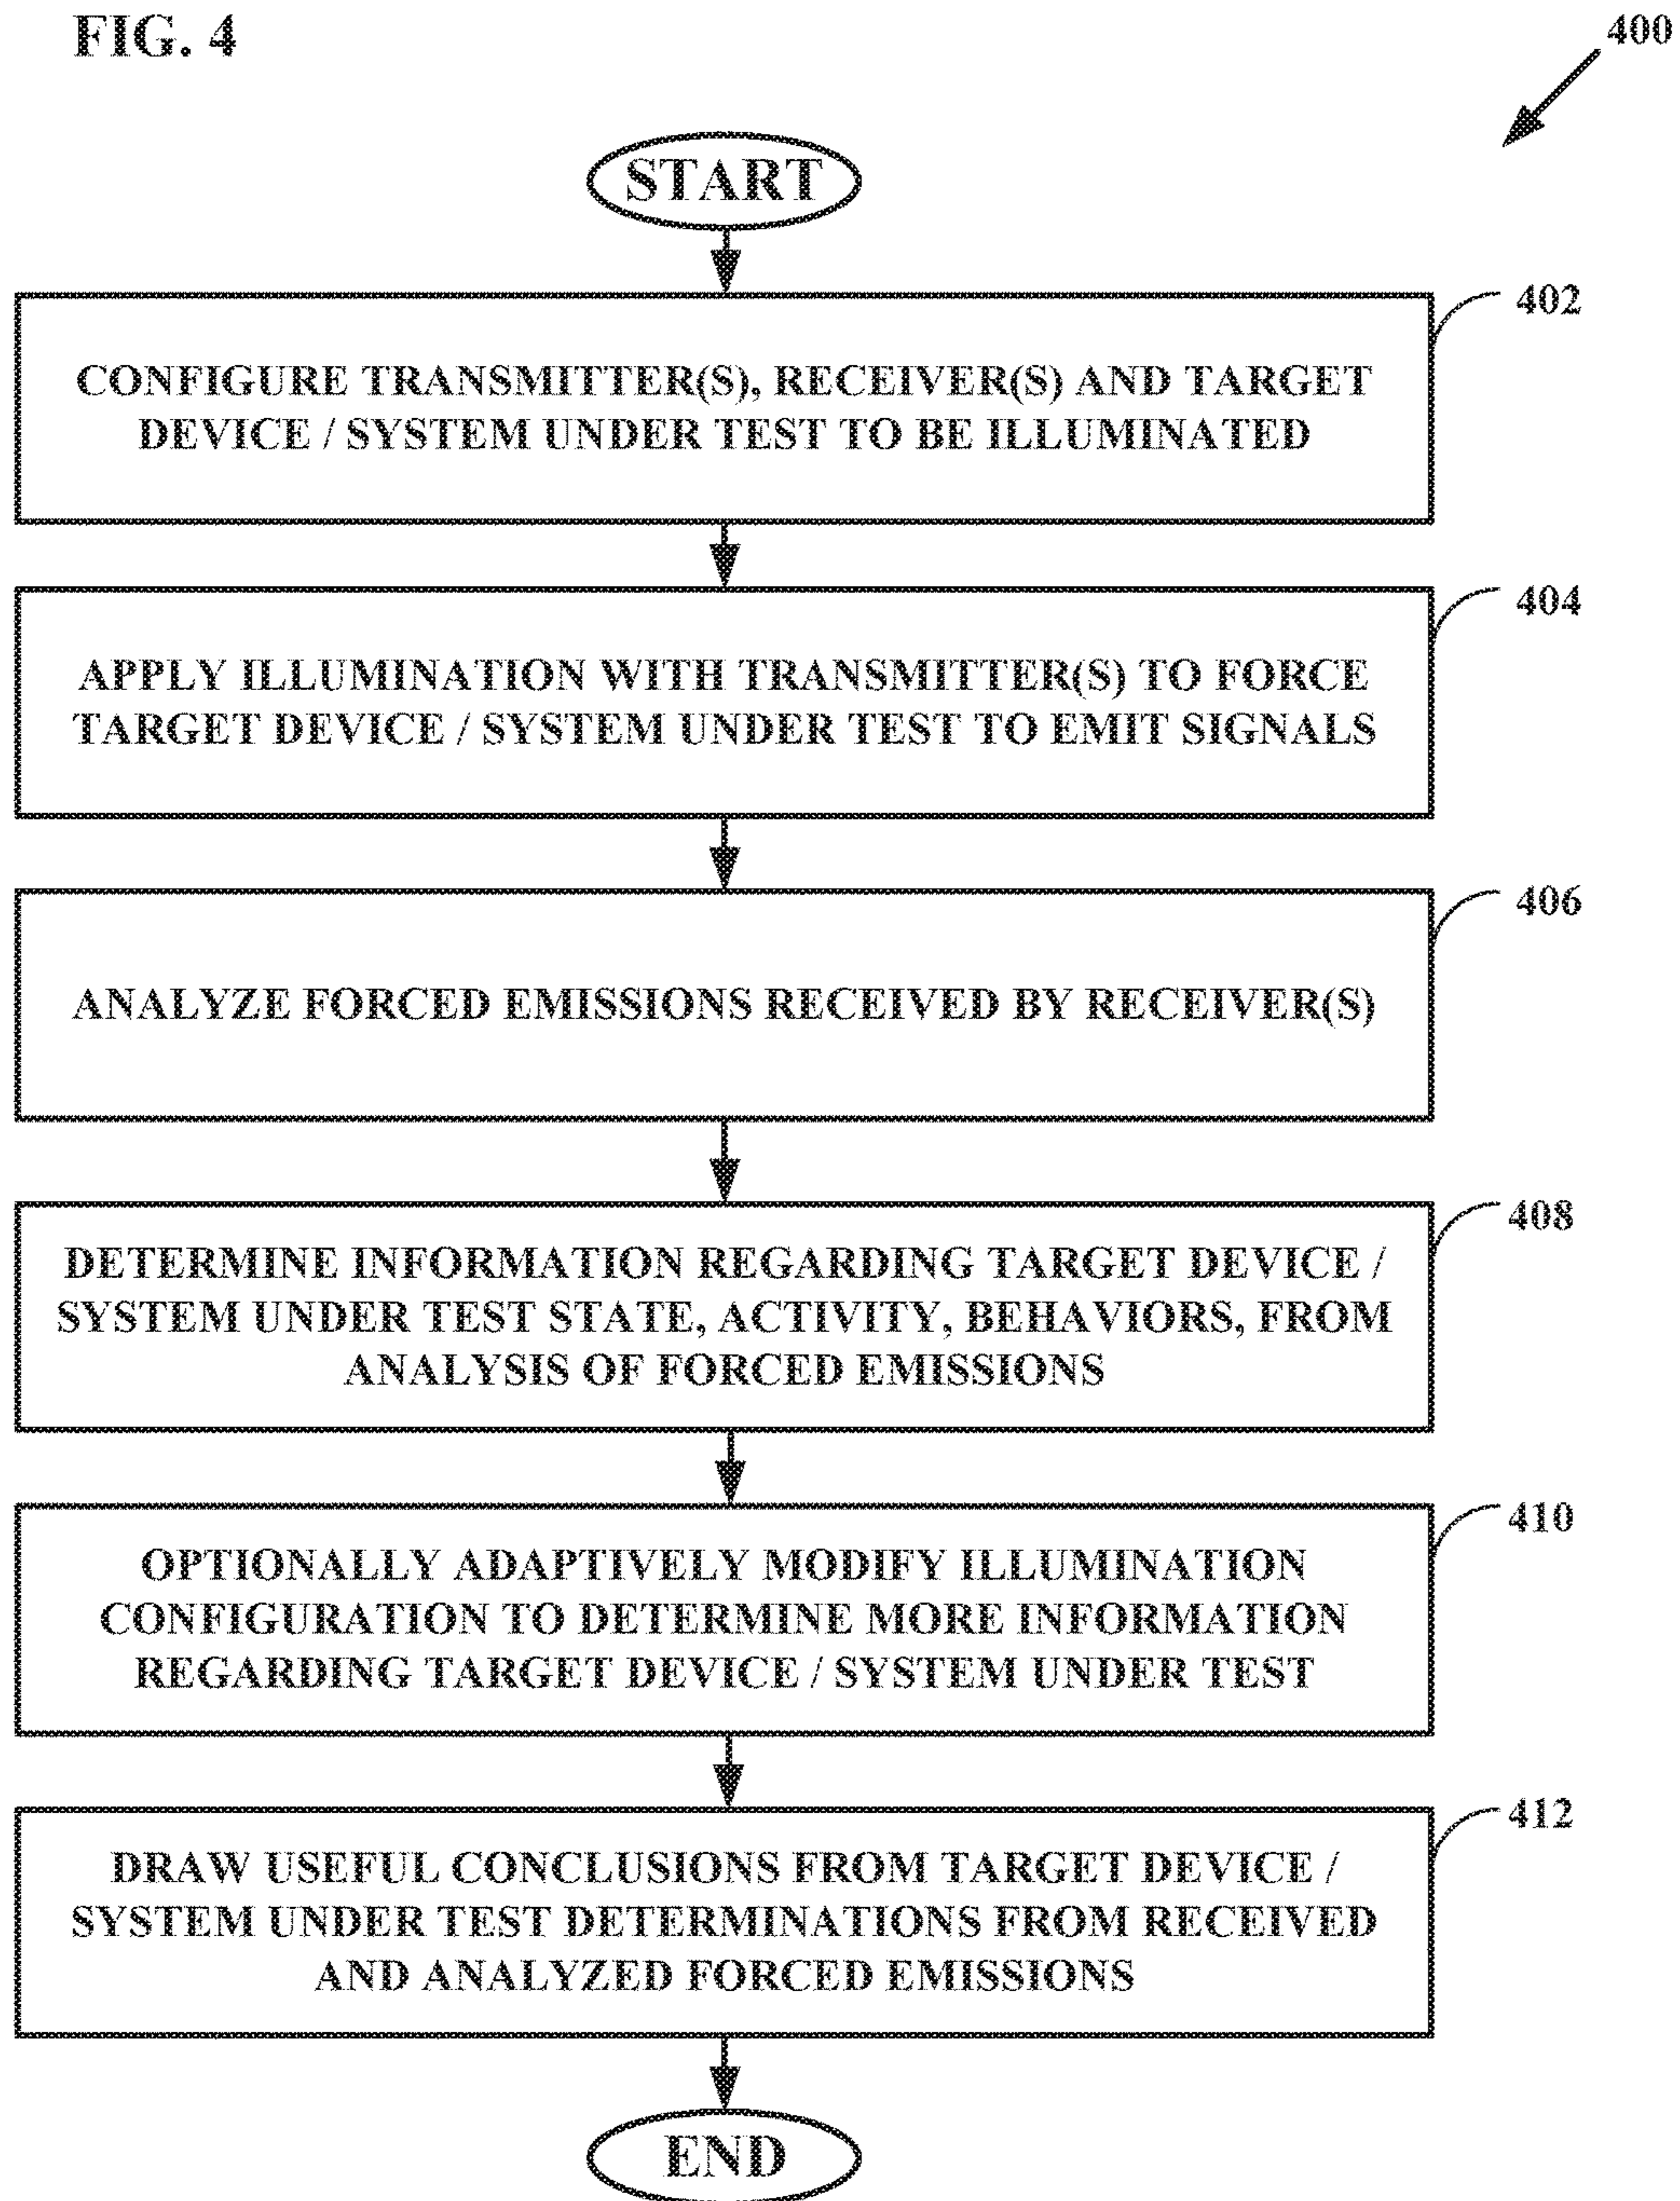 FIG. 4
400
START
402
CONFIGURE TRANSMITTER(S), RECEIVER(S) AND TARGET
DEVICE / SYSTEM UNDER TEST TO BE ILLUMINATED
404
APPLY ILLUMINATION WITH TRANSMITTER(S) TO FORCE
TARGET DEVICE / SYSTEM UNDER TEST TO EMIT SIGNALS
406
ANALYZE FORCED EMISSIONS RECEIVED BY RECEIVER(S)
408
DETERMINE INFORMATION REGARDING TARGET DEVICE /
SYSTEM UNDER TEST STATE, ACTIVITY, BEHAVIORS, FROM
ANALYSIS OF FORCED EMISSIONS
410
OPTIONALLY ADAPTIVELY MODIFY ILLUMINATION
CONFIGURATION TO DETERMINE MORE INFORMATION
REGARDING TARGET DEVICE / SYSTEM UNDER TEST
412
DRAW USEFUL CONCLUSIONS FROM TARGET DEVICE /
SYSTEM UNDER TEST DETERMINATIONS FROM RECEIVED
AND ANALYZED FORCED EMISSIONS
END